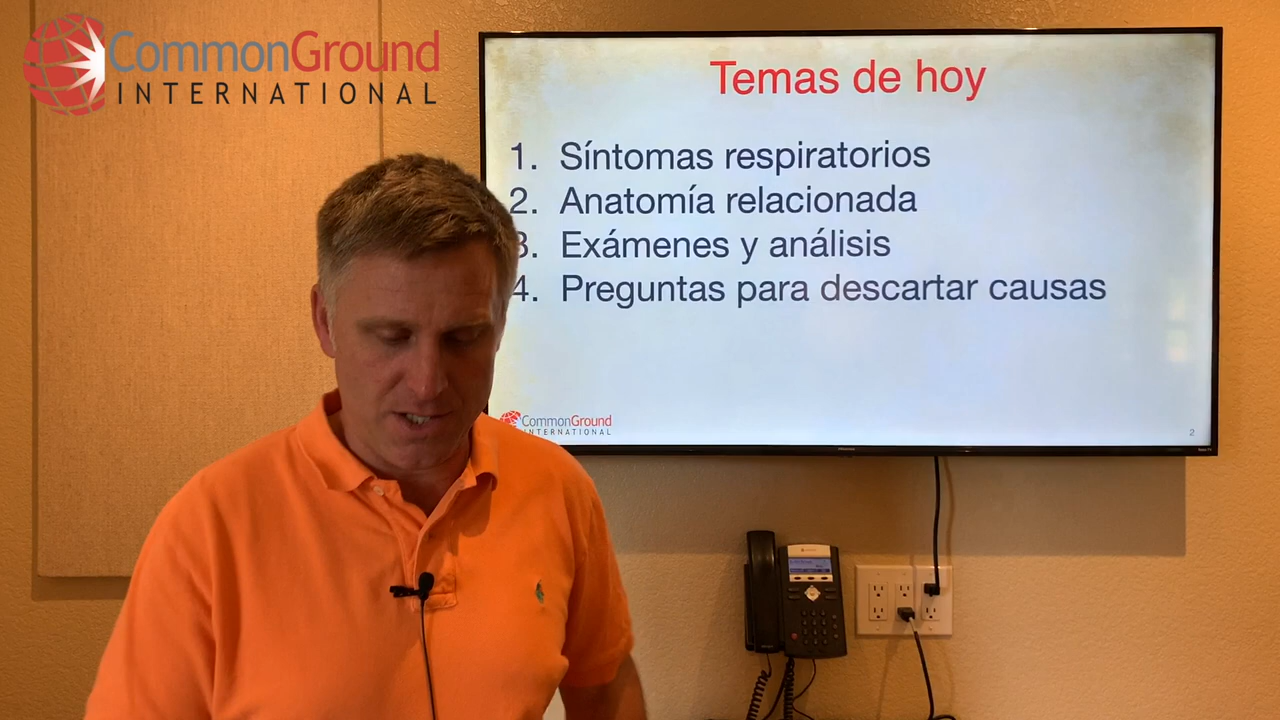 CommonGround
INTERNATIONAL
Temas de hoy
1. Síntomas respiratorios
2. Anatomía relacionada
3. Exámenes y análisis
4. Preguntas para descartar causas
CommonGround
INTERNATIONAL
2